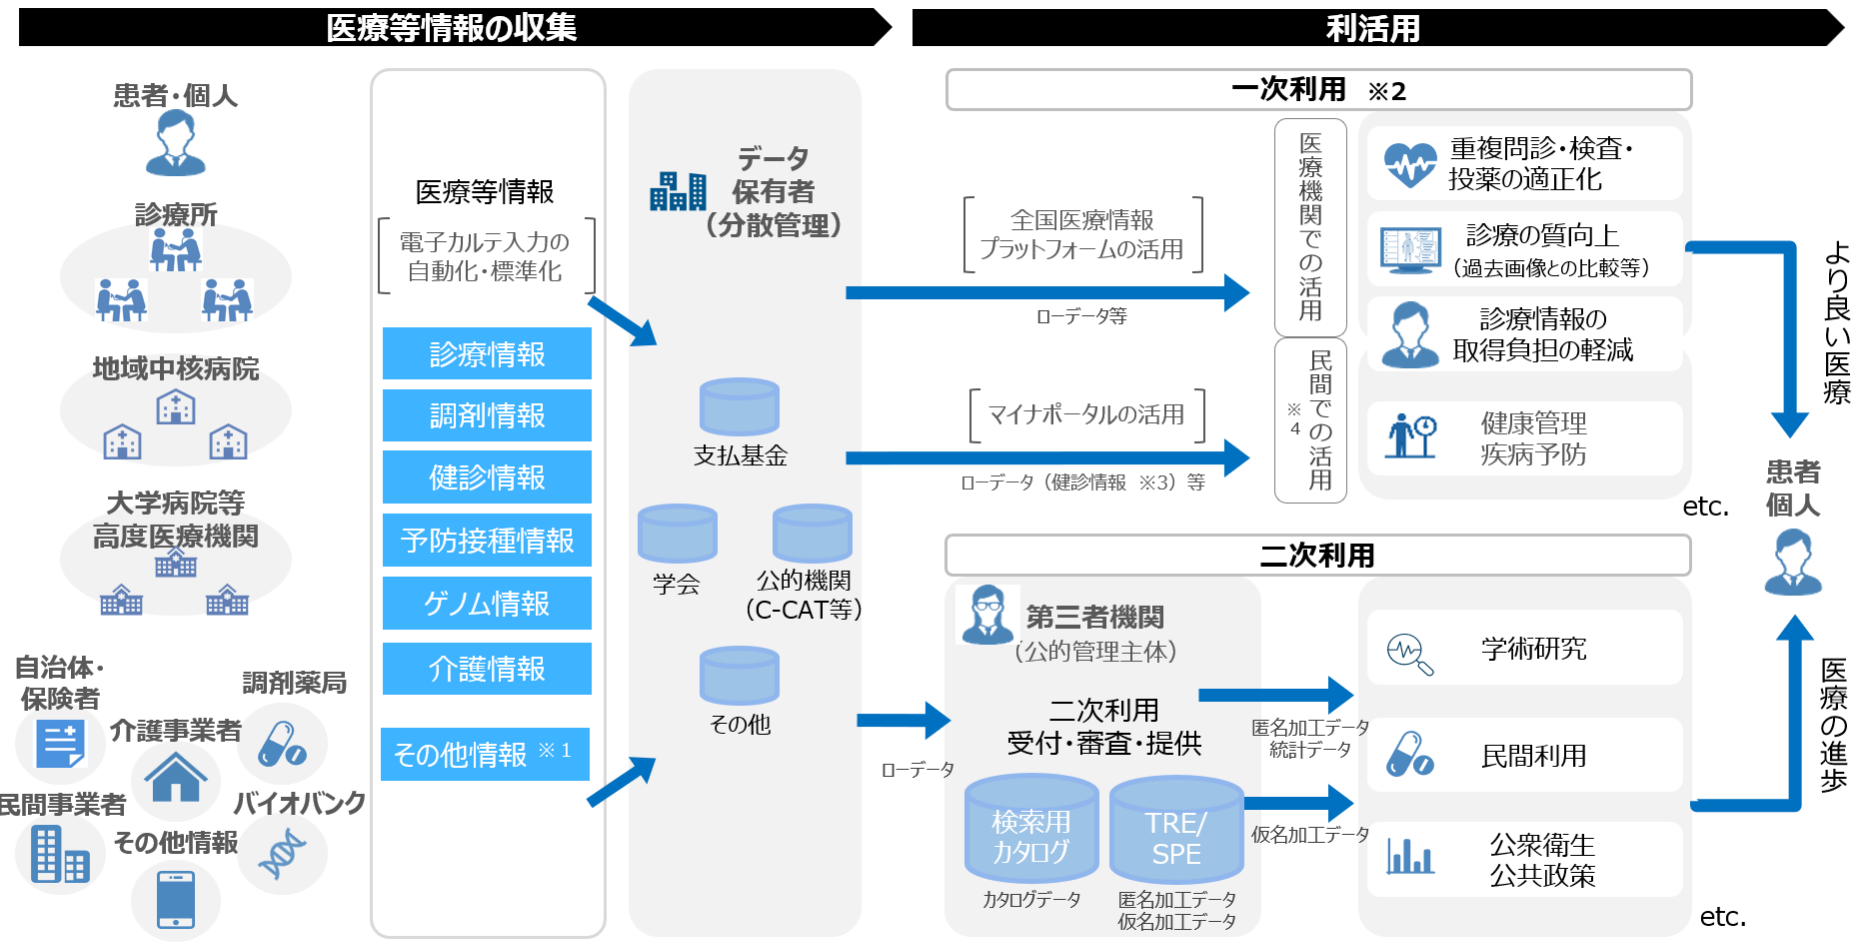 医療等情報の収集
利活用
患者・個人
診療所
地域中核病院
大学病院等
高度医療機関
自治体・
保険者
調剤薬局
介護事業者
民間事業者
バイオバンク
その他情報
医療等情報
電子カルテ入力の
自動化・標準化
診療情報
調剤情報
健診情報
予防接種情報
ゲノム情報
介護情報
その他情報 ※1
データ
保有者
（分散管理）
支払基金
学会
公的機関
（C-CAT等）
その他
一次利用 ※2
全国医療情報
プラットフォームの活用
ローデータ等
マイナポータルの活用
ローデータ（健診情報 ※3）等
医療機関での活用
民間での活用
※4
重複問診・検査・
投薬の適正化
診療の質向上
（過去画像との比較等）
診療情報の
取得負担の軽減
健康管理
疾病予防
etc.
二次利用
第三者機関
（公的管理主体）
二次利用
受付・審査・提供
ローデータ
検索用
カタログ
カタログデータ
TRE/
SPE
匿名加工データ
仮名加工データ
匿名加工データ
統計データ
仮名加工データ
学術研究
民間利用
公衆衛生
公共政策
etc.
より良い医療
患者
個人
医療の進歩